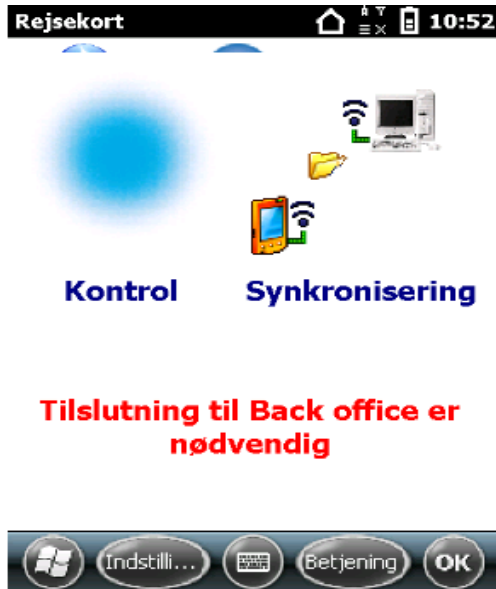 Rejsekort 10:52
Kontrol Synkronisering
Tilslutning til Back office er
nødvendig
Indstilli... Betjening OK